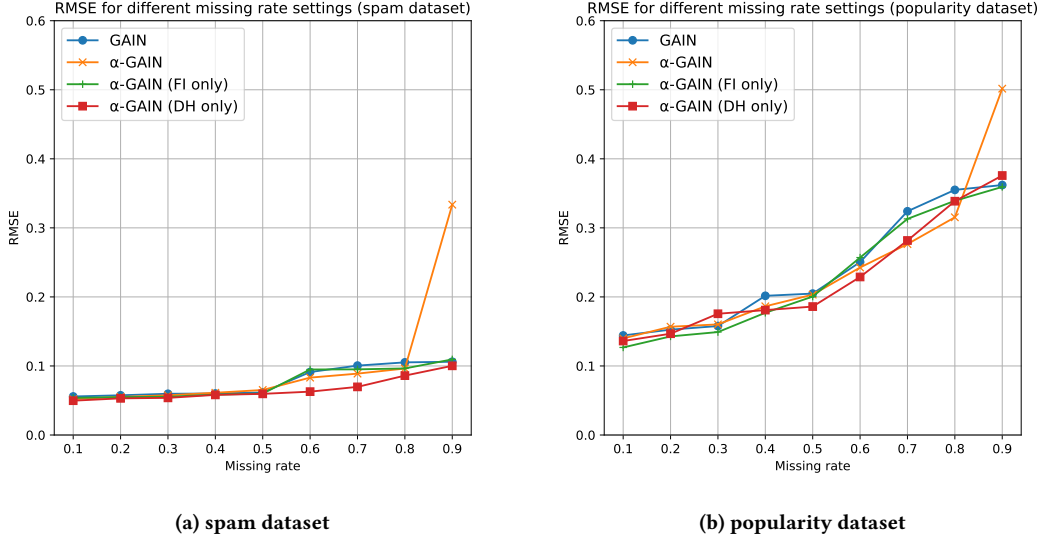 RMSE for different missing rate settings (spam dataset)
0.6
0.5
0.4
0.3
0.2
0.1
0.0
RMSE
GAIN
α-GAIN
α-GAIN (FI only)
α-GAIN (DH only)
0.1 0.2 0.3 0.4 0.5 0.6 0.7 0.8 0.9
Missing rate
(a) spam dataset
RMSE for different missing rate settings (popularity dataset)
0.6
0.5
0.4
0.3
0.2
0.1
0.0
RMSE
GAIN
α-GAIN
α-GAIN (FI only)
α-GAIN (DH only)
0.1 0.2 0.3 0.4 0.5 0.6 0.7 0.8 0.9
Missing rate
(b) popularity dataset